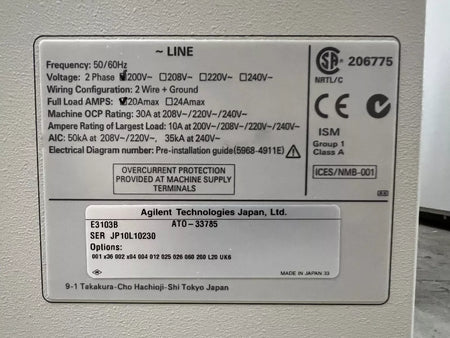 ~ LINE
Frequency: 50/60Hz
Voltage: 2 Phase ☑200V~ ☐208V~ ☐220V~ ☐240V~
Wiring Configuration: 2 Wire + Ground
Full Load AMPS: ☑20Amax ☐24Amax
Machine OCP Rating: 30A at 208V~/220V~/240V~
Ampere Rating of Largest Load: 10A at 200V~/208V~/220V~/240V~
AIC: 50kA at 208V~/220V~, 35kA at 240V~
Electrical Diagram number: Pre-installation guide(5968-4911E)
OVERCURRENT PROTECTION
PROVIDED AT MACHINE SUPPLY
TERMINALS
SA 206775
NRTL/C
CE N
ISM
Group 1
Class A
ICES/NMB-001
Agilent Technologies Japan, Ltd.
E3103B ATO-33785
SER JP10L10230
Options:
001 x36 002 x64 004 012 025 026 060 200 L20 UK6
MADE IN JAPAN 33
9-1 Takakura-Cho Hachioji-Shi Tokyo Japan